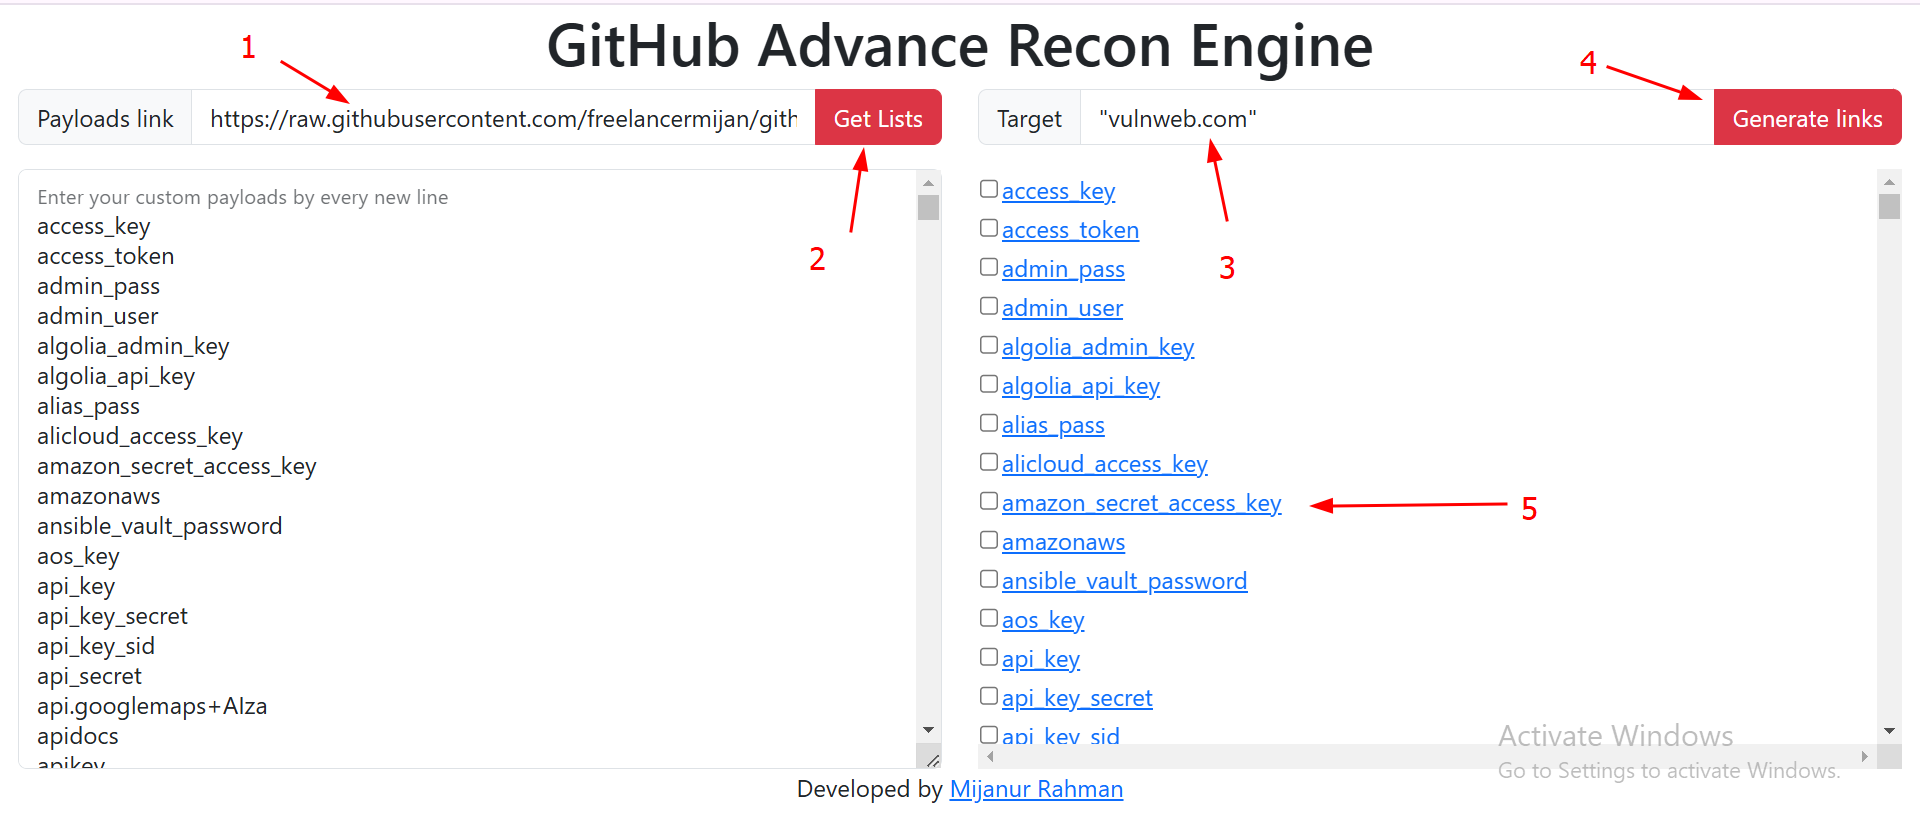 GitHub Advance Recon Engine
1
4
Payloads link
https://raw.githubusercontent.com/freelancermijan/gith
Get Lists
Target
"vulnweb.com"
Generate links
2
3
Enter your custom payloads by every new line
access_key
access_token
admin_pass
admin_user
algolia_admin_key
algolia_api_key
alias_pass
alicloud_access_key
amazon_secret_access_key
amazonaws
ansible_vault_password
aos_key
api_key
api_key_secret
api_key_sid
api_secret
api.googlemaps+AIza
apidocs
apikey
access_key
access_token
admin_pass
admin_user
algolia_admin_key
algolia_api_key
alias_pass
alicloud_access_key
amazon_secret_access_key
5
amazonaws
ansible_vault_password
aos_key
api_key
api_key_secret
api_key_sid
Activate Windows
Go to Settings to activate Windows.
Developed by Mijanur Rahman